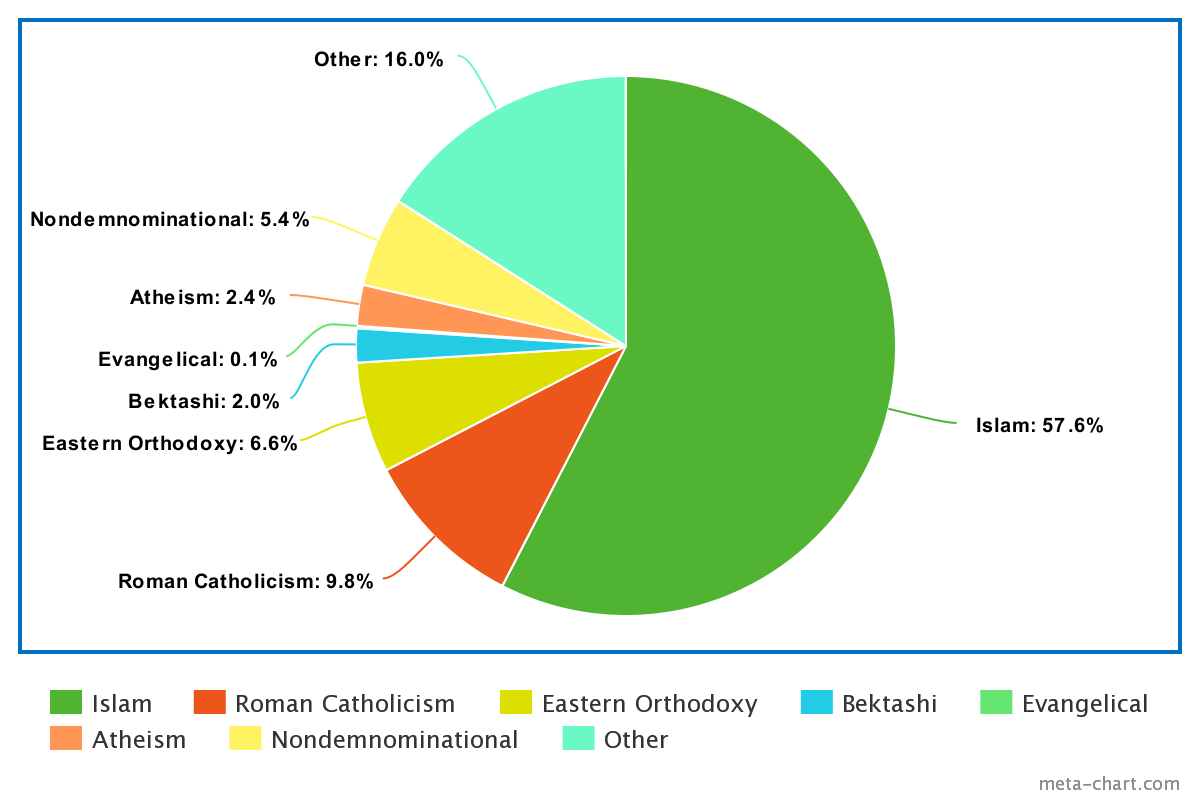 Other: 16.0%
Nondemnominational: 5.4%
Atheism: 2.4%
Evangelical: 0.1%
Bektashi: 2.0%
Islam: 57.6%
Eastern Orthodoxy: 6.6%
Roman Catholicism: 9.8%
Islam Roman Catholicism Eastern Orthodoxy Bektashi Evangelical
Atheism Nondemnominational Other
meta-chart.com